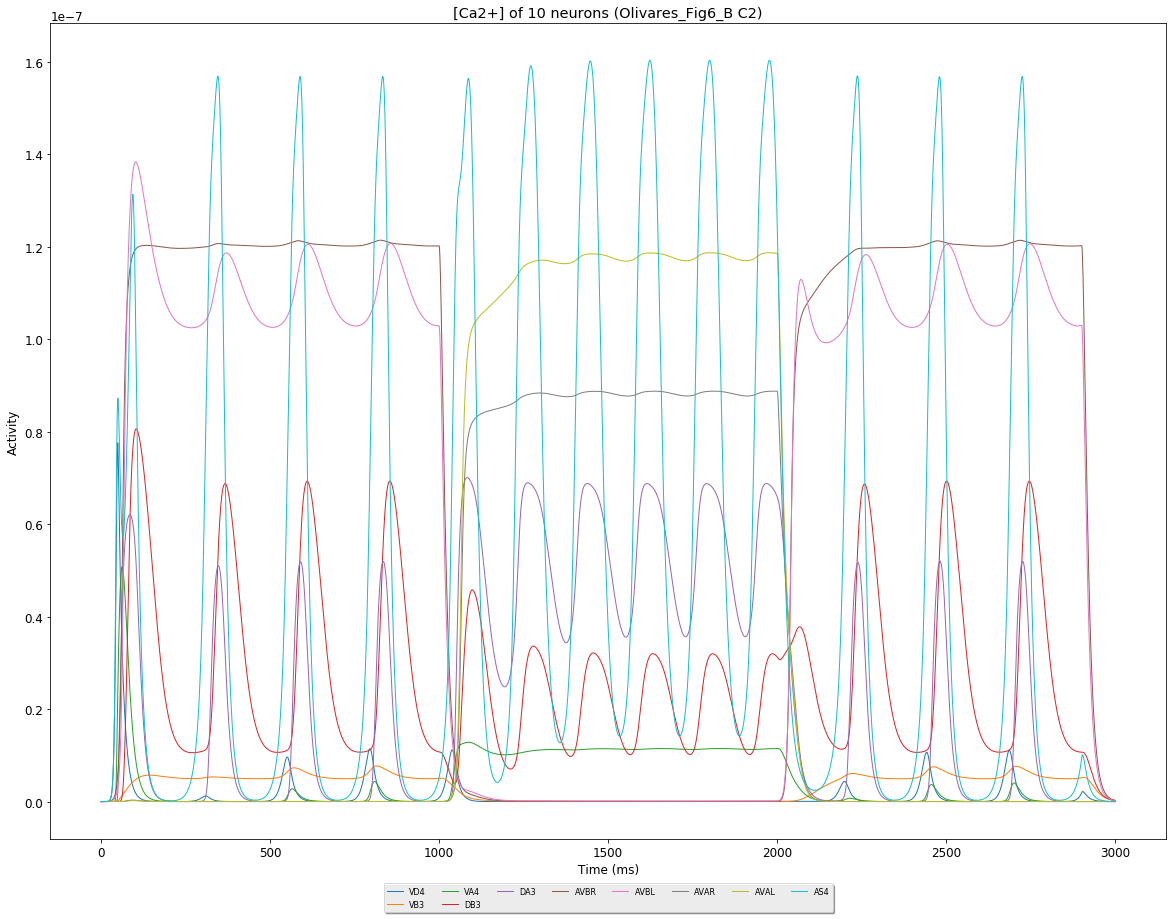 [Ca2+] of 10 neurons (Olivares_Fig6_B C2)
1e−7
1.6
1.4
1.2
1.0
0.8
0.6
0.4
0.2
0.0
Activity
0 500 1000 1500 2000 2500 3000
Time (ms)
VD4 VA4 DA3 AVBR AVBL AVAR AVAL AS4
VB3 DB3